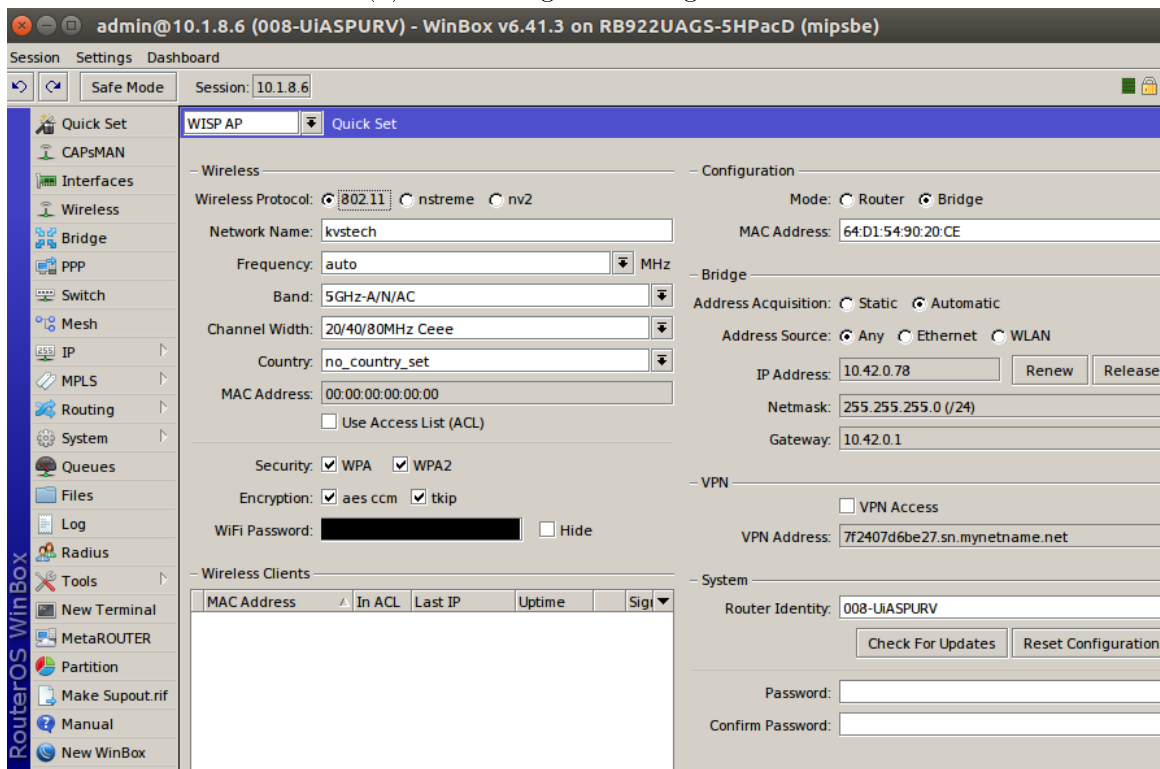 admin@10.1.8.6 (008-UiASPURV) - WinBox v6.41.3 on RB922UAGS-5HPacD (mipsbe)
Session Settings Dashboard
Safe Mode Session: 10.1.8.6
WISP AP Quick Set
Quick Set
CAPsMAN
Interfaces
Wireless
Bridge
PPP
Switch
Mesh
IP
MPLS
Routing
System
Queues
Files
Log
Radius
Tools
New Terminal
MetaROUTER
Partition
Make Supout.rif
Manual
New WinBox
RouterOS WinBox
Wireless
Wireless Protocol: 802.11 nstreme nv2
Network Name: kvstech
Frequency: auto MHz
Band: 5GHz-A/N/AC
Channel Width: 20/40/80MHz Ceee
Country: no_country_set
MAC Address: 00:00:00:00:00:00
Use Access List (ACL)
Security: WPA WPA2
Encryption: aes ccm tkip
WiFi Password: Hide
Wireless Clients
MAC Address In ACL Last IP Uptime
Configuration
Mode: Router Bridge
MAC Address: 64:D1:54:90:20:CE
Bridge
Address Acquisition: Static Automatic
Address Source: Any Ethernet WLAN
IP Address: 10.42.0.78 Renew Release
Netmask: 255.255.255.0 (/24)
Gateway: 10.42.0.1
VPN
VPN Access
VPN Address: 7f2407d6be27.sn.mynetname.net
System
Router Identity: 008-UiASPURV
Check For Updates Reset Configuration
Password:
Confirm Password: